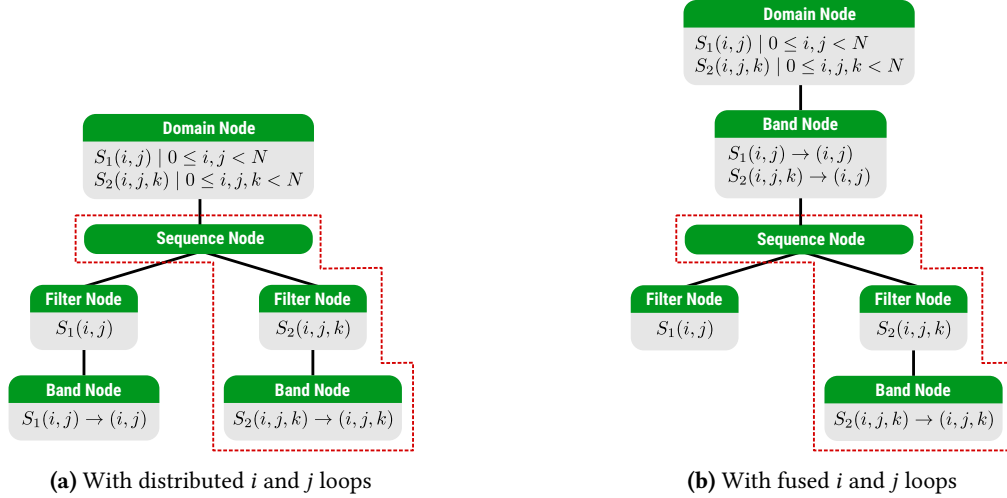 Domain Node
S₁(i, j) | 0 ≤ i, j < N
S₂(i, j, k) | 0 ≤ i, j, k < N
Sequence Node
Filter Node
S₁(i, j)
Filter Node
S₂(i, j, k)
Band Node
S₁(i, j) → (i, j)
Band Node
S₂(i, j, k) → (i, j, k)
(a) With distributed i and j loops
Domain Node
S₁(i, j) | 0 ≤ i, j < N
S₂(i, j, k) | 0 ≤ i, j, k < N
Band Node
S₁(i, j) → (i, j)
S₂(i, j, k) → (i, j)
Sequence Node
Filter Node
S₁(i, j)
Filter Node
S₂(i, j, k)
Band Node
S₂(i, j, k) → (i, j, k)
(b) With fused i and j loops